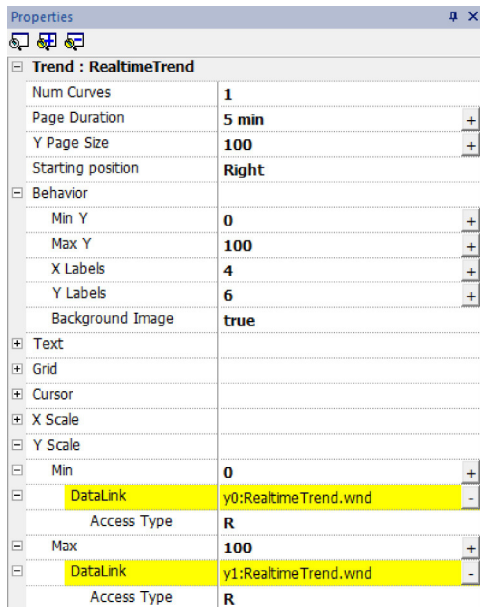 Properties
Trend : RealtimeTrend
Num Curves 1
Page Duration 5 min +
Y Page Size 100 +
Starting position Right
Behavior
Min Y 0 +
Max Y 100 +
X Labels 4 +
Y Labels 6 +
Background Image true
Text
Grid
Cursor
X Scale
Y Scale
Min 0 +
DataLink y0:RealtimeTrend.wnd -
Access Type R
Max 100 +
DataLink y1:RealtimeTrend.wnd -
Access Type R